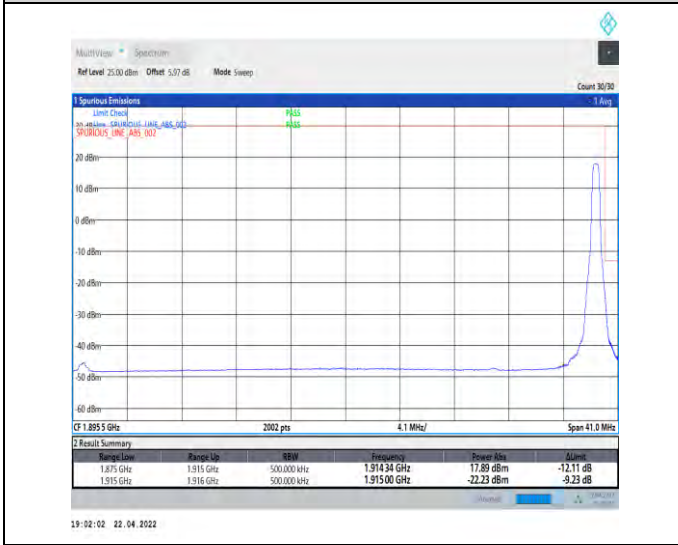 MultiView Spectrum
Ref Level 25.00 dBm Offset 5.97 dB Mode Sweep
Count 30/30
1 Spurious Emissions 1 Avg
Limit Check PASS
Line SPURIOUS_LINE_ABS_002 PASS
SPURIOUS_LINE_ABS_002
20 dBm
10 dBm
0 dBm
-10 dBm
-20 dBm
-30 dBm
-40 dBm
-50 dBm
-60 dBm
CF 1.895 5 GHz 2002 pts 4.1 MHz/ Span 41.0 MHz
2 Result Summary
Range Low Range Up RBW Frequency Power Abs ΔLimit
1.875 GHz 1.915 GHz 500.000 kHz 1.914 34 GHz 17.89 dBm -12.11 dB
1.915 GHz 1.916 GHz 500.000 kHz 1.915 00 GHz -22.23 dBm -9.23 dB
19:02:02 22.04.2022